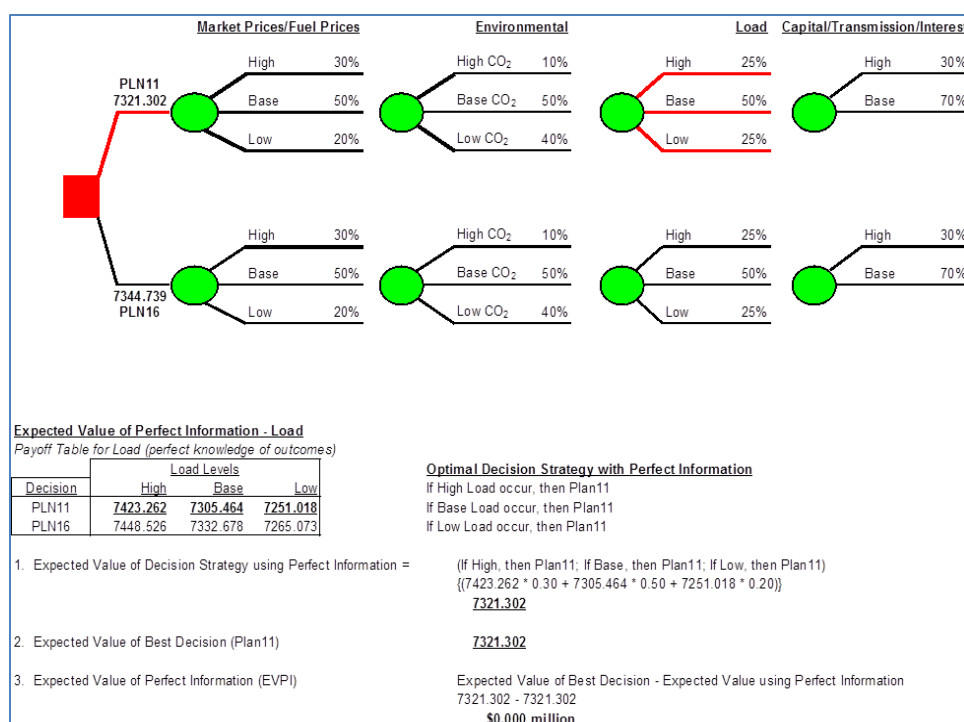 Market Prices/Fuel Prices Environmental Load Capital/Transmission/Interest
High 30% High CO2 10% High 25% High 30%
PLN11
7321.302
Base 50% Base CO2 50% Base 50% Base 70%
Low 20% Low CO2 40% Low 25%
High 30% High CO2 10% High 25% High 30%
Base 50% Base CO2 50% Base 50% Base 70%
7344.739
PLN16
Low 20% Low CO2 40% Low 25%
Expected Value of Perfect Information - Load
Payoff Table for Load (perfect knowledge of outcomes)
Load Levels
Decision High Base Low
PLN11 7423.262 7305.464 7251.018
PLN16 7448.526 7332.678 7265.073
Optimal Decision Strategy with Perfect Information
If High Load occur, then Plan11
If Base Load occur, then Plan11
If Low Load occur, then Plan11
1. Expected Value of Decision Strategy using Perfect Information = (If High, then Plan11; If Base, then Plan11; If Low, then Plan11)
{(7423.262 * 0.30 + 7305.464 * 0.50 + 7251.018 * 0.20)}
7321.302
2. Expected Value of Best Decision (Plan11) 7321.302
3. Expected Value of Perfect Information (EVPI) Expected Value of Best Decision - Expected Value using Perfect Information
7321.302 - 7321.302
$0.000 million